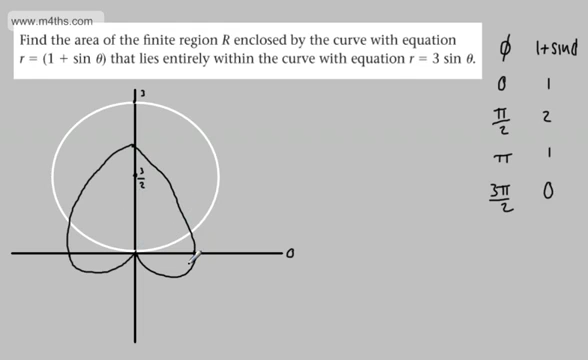 www.m4ths.com
Find the area of the finite region R enclosed by the curve with equation
r = (1 + sin θ) that lies entirely within the curve with equation r = 3 sin θ.
ϕ 1+sinϕ
0 1
π/2 2
π 1
3π/2 0
3
3/2
0